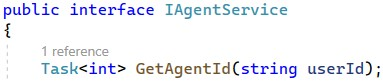 public interface IAgentService
{
1 reference
Task<int> GetAgentId(string userId);